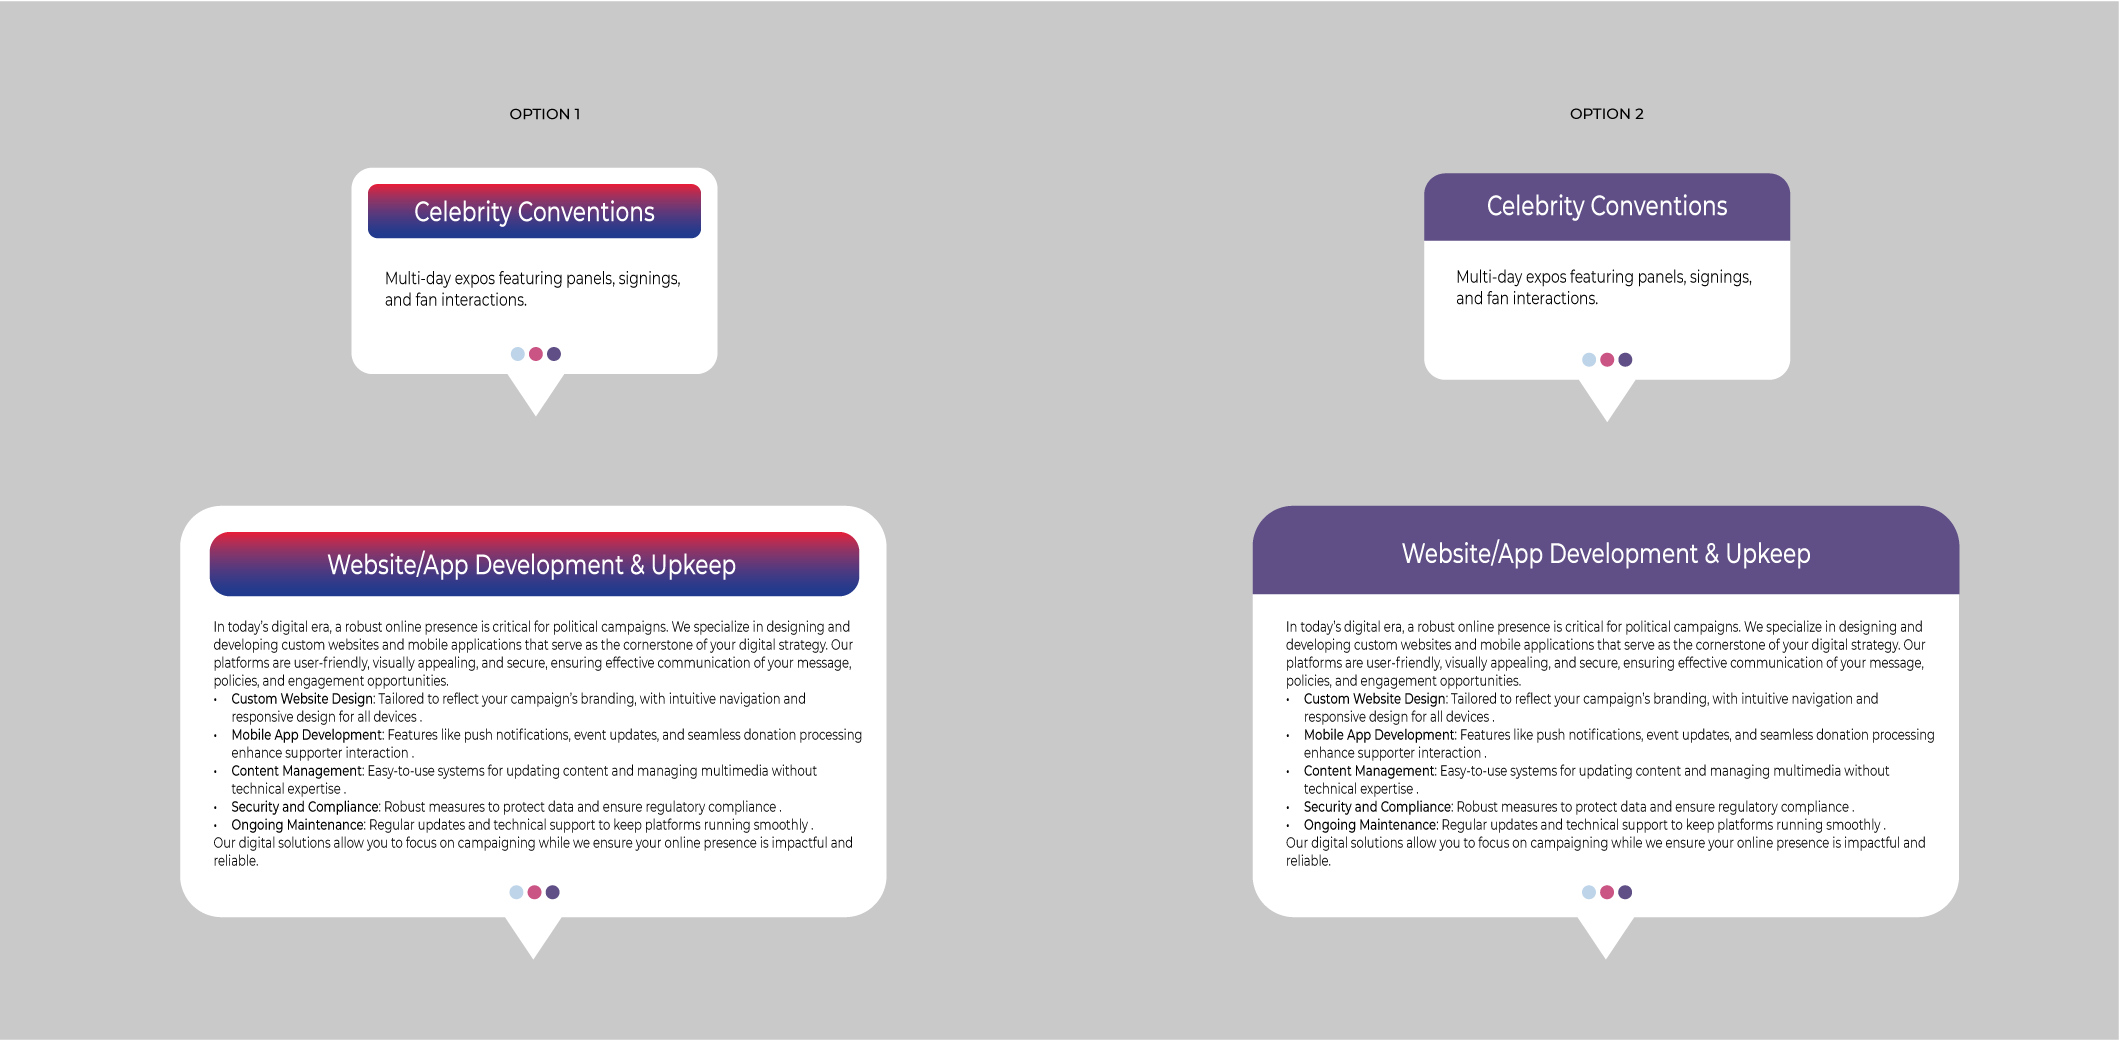 OPTION 1
Celebrity Conventions
Multi-day expos featuring panels, signings,
and fan interactions.
Website/App Development & Upkeep
In today's digital era, a robust online presence is critical for political campaigns. We specialize in designing and
developing custom websites and mobile applications that serve as the cornerstone of your digital strategy. Our
platforms are user-friendly, visually appealing, and secure, ensuring effective communication of your message,
policies, and engagement opportunities.
• Custom Website Design: Tailored to reflect your campaign's branding, with intuitive navigation and
responsive design for all devices .
• Mobile App Development: Features like push notifications, event updates, and seamless donation processing
enhance supporter interaction .
• Content Management: Easy-to-use systems for updating content and managing multimedia without
technical expertise .
• Security and Compliance: Robust measures to protect data and ensure regulatory compliance .
• Ongoing Maintenance: Regular updates and technical support to keep platforms running smoothly .
Our digital solutions allow you to focus on campaigning while we ensure your online presence is impactful and
reliable.
OPTION 2
Celebrity Conventions
Multi-day expos featuring panels, signings,
and fan interactions.
Website/App Development & Upkeep
In today's digital era, a robust online presence is critical for political campaigns. We specialize in designing and
developing custom websites and mobile applications that serve as the cornerstone of your digital strategy. Our
platforms are user-friendly, visually appealing, and secure, ensuring effective communication of your message,
policies, and engagement opportunities.
• Custom Website Design: Tailored to reflect your campaign's branding, with intuitive navigation and
responsive design for all devices .
• Mobile App Development: Features like push notifications, event updates, and seamless donation processing
enhance supporter interaction .
• Content Management: Easy-to-use systems for updating content and managing multimedia without
technical expertise .
• Security and Compliance: Robust measures to protect data and ensure regulatory compliance .
• Ongoing Maintenance: Regular updates and technical support to keep platforms running smoothly .
Our digital solutions allow you to focus on campaigning while we ensure your online presence is impactful and
reliable.